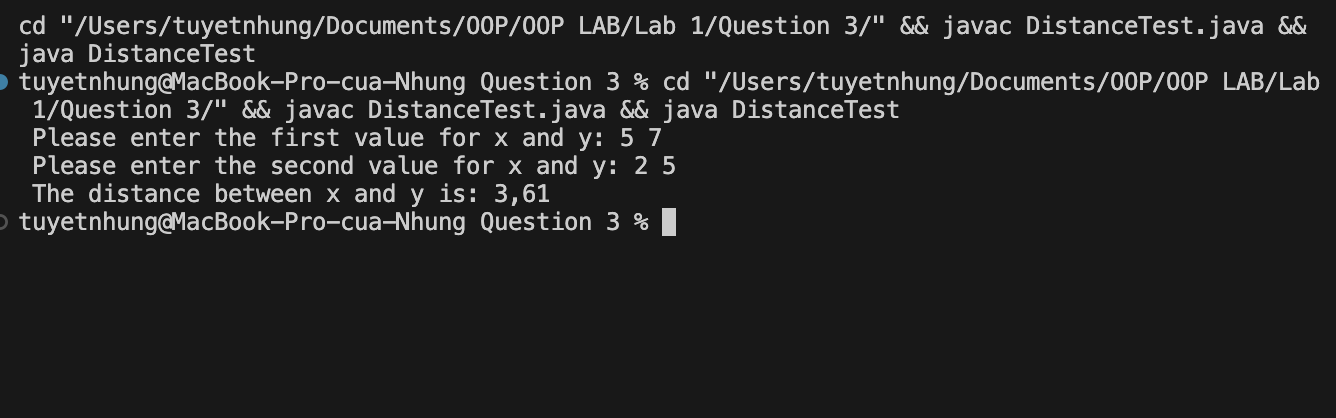 cd "/Users/tuyetnhung/Documents/OOP/OOP LAB/Lab 1/Question 3/" && javac DistanceTest.java &&
java DistanceTest
tuyetnhung@MacBook-Pro-cua-Nhung Question 3 % cd "/Users/tuyetnhung/Documents/OOP/OOP LAB/Lab
1/Question 3/" && javac DistanceTest.java && java DistanceTest
Please enter the first value for x and y: 5 7
Please enter the second value for x and y: 2 5
The distance between x and y is: 3,61
tuyetnhung@MacBook-Pro-cua-Nhung Question 3 %